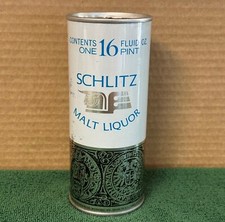 CONTENTS 16 FLUID OZ
ONE PINT
SCHLITZ
MALT LIQUOR